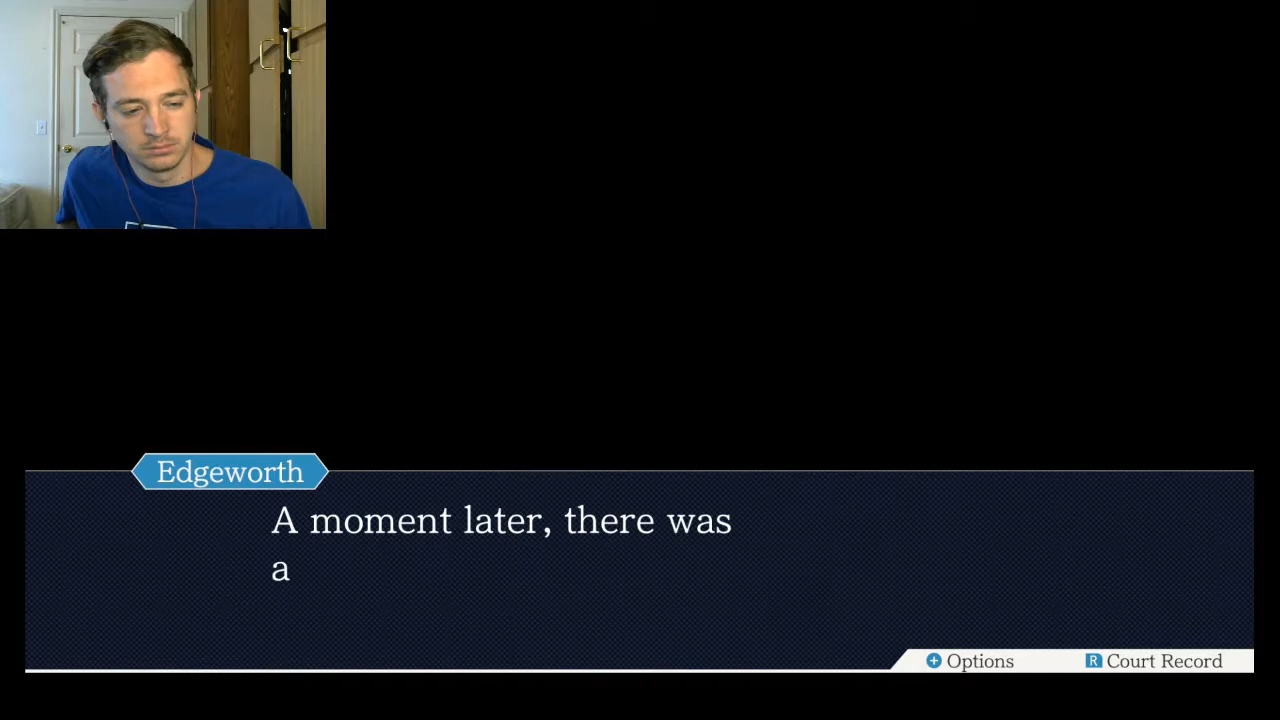 Edgeworth
A moment later, there was
a
Options
R Court Record